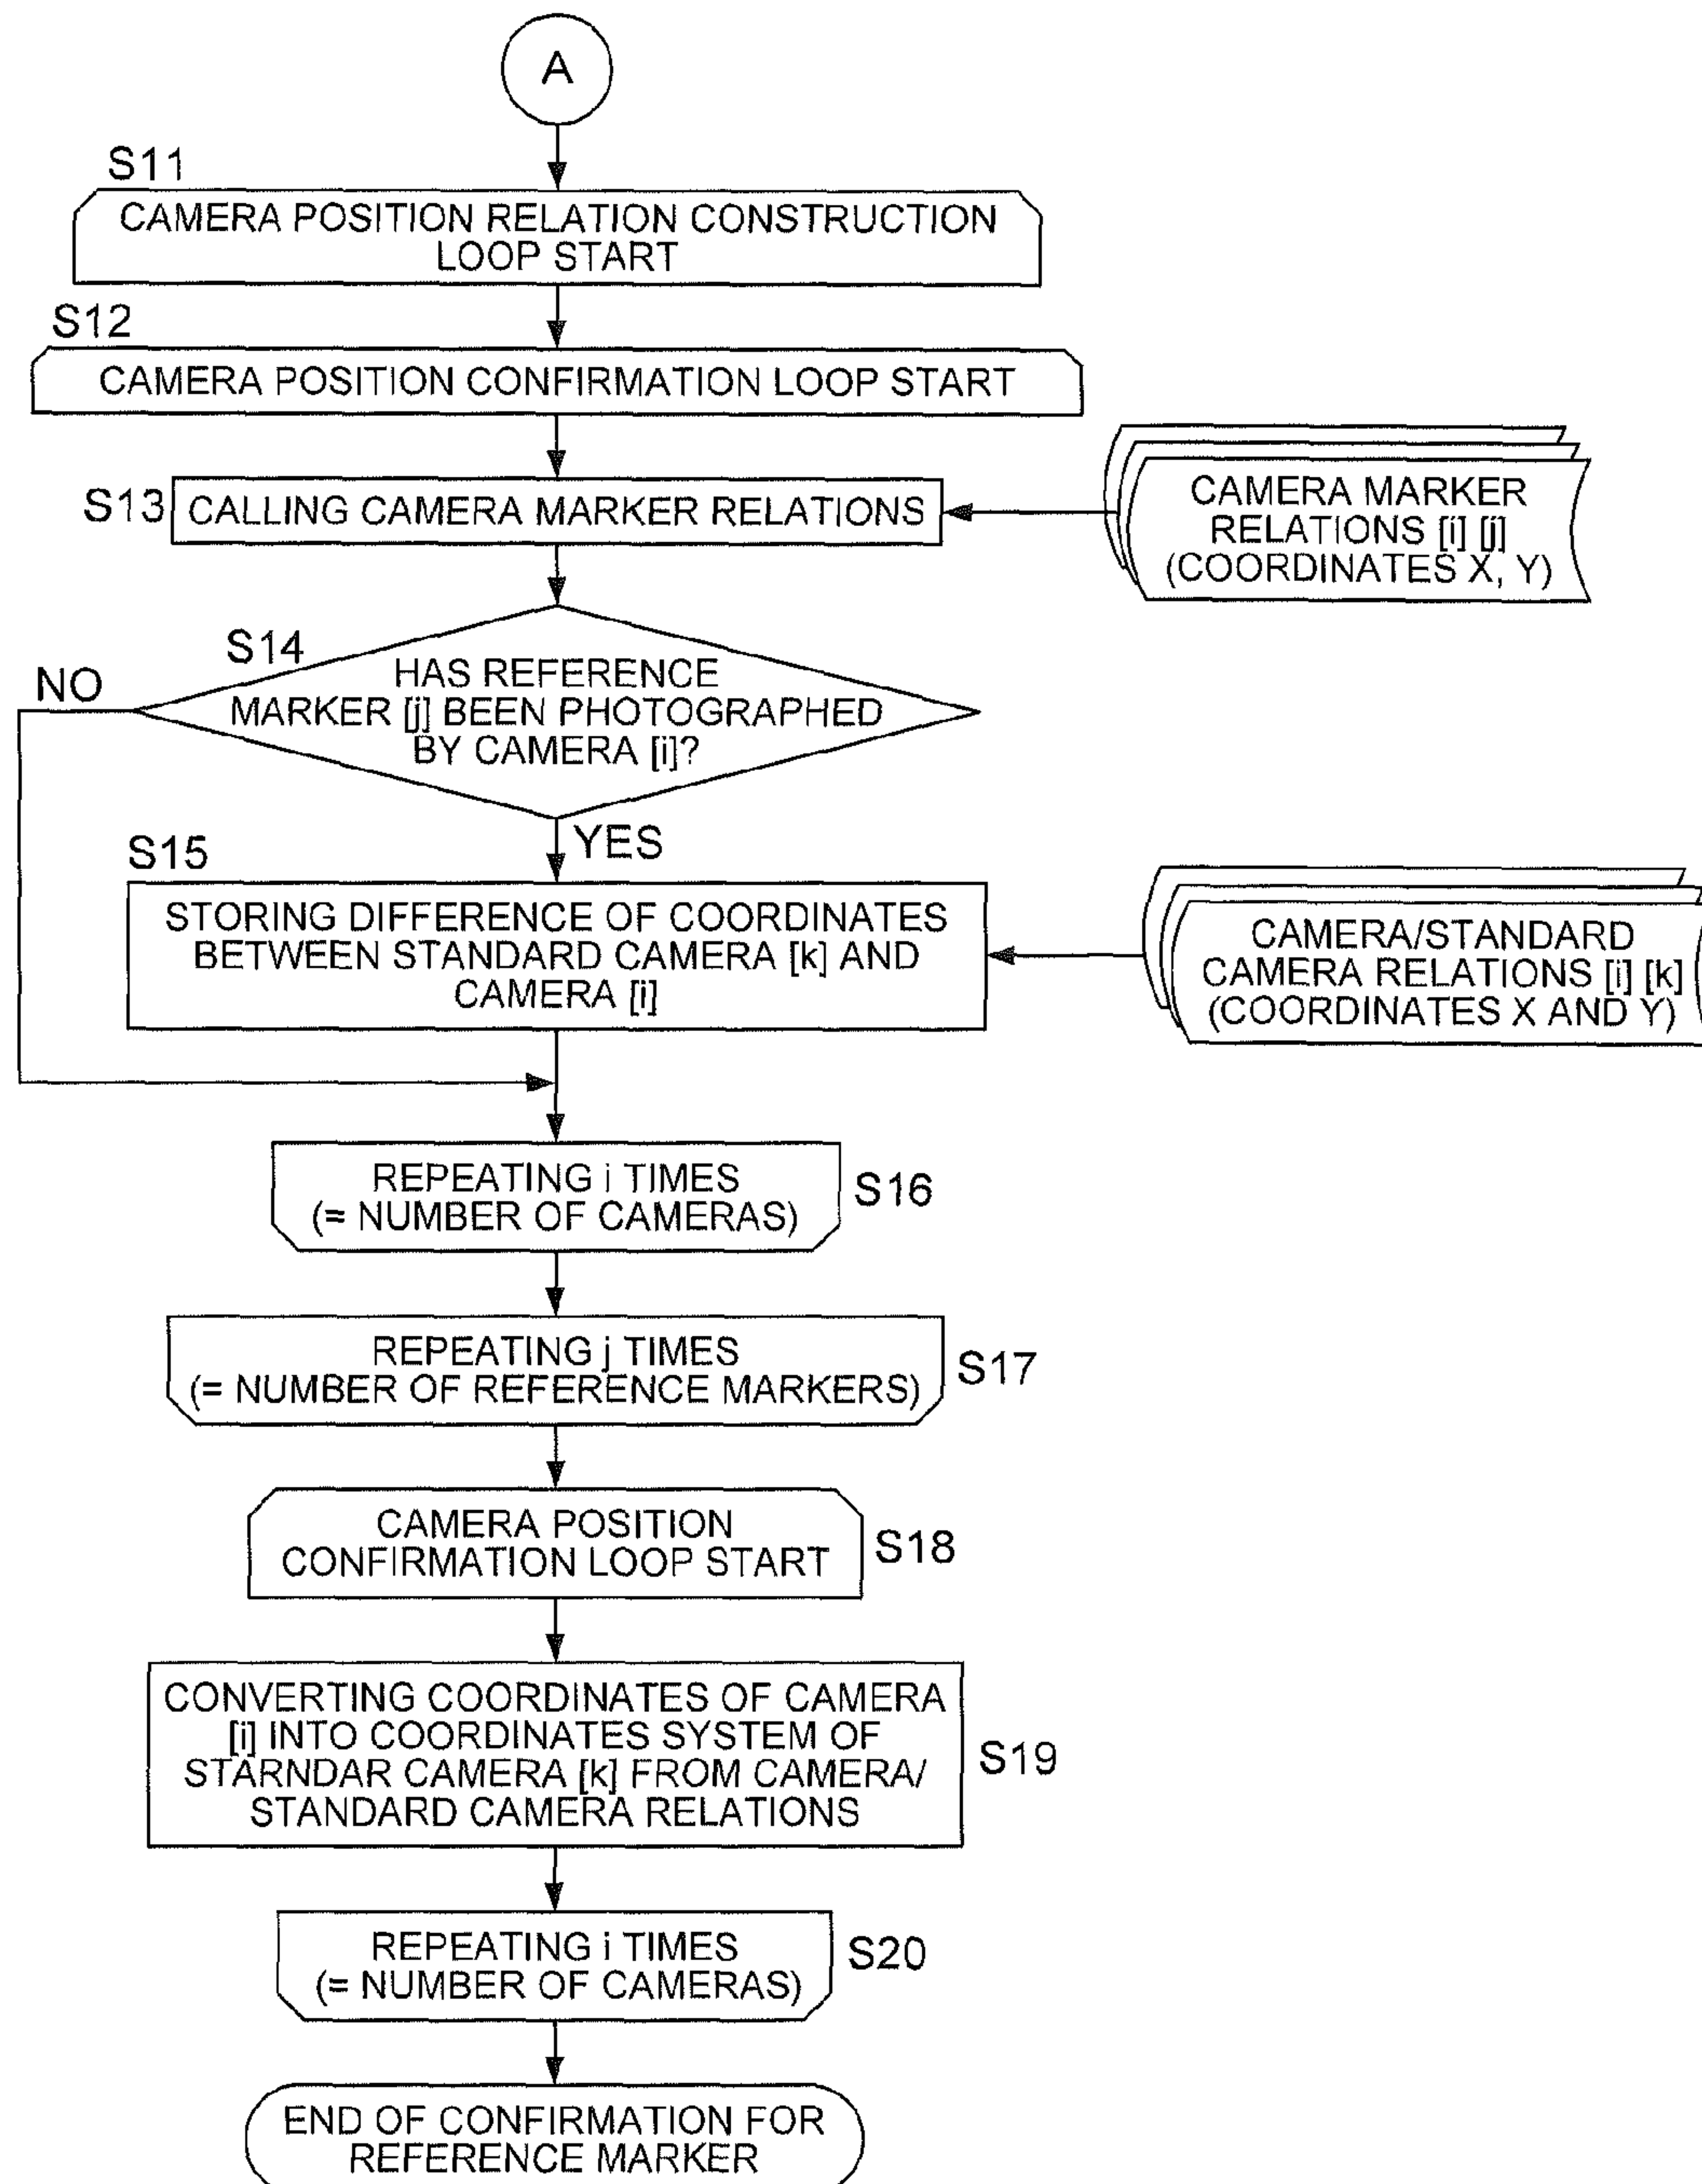 A
S11
CAMERA POSITION RELATION CONSTRUCTION
LOOP START
S12
CAMERA POSITION CONFIRMATION LOOP START
S13
CALLING CAMERA MARKER RELATIONS
CAMERA MARKER
RELATIONS [i] [j]
(COORDINATES X, Y)
S14
NO
HAS REFERENCE
MARKER [j] BEEN PHOTOGRAPHED
BY CAMERA [i]?
YES
S15
STORING DIFFERENCE OF COORDINATES
BETWEEN STANDARD CAMERA [k] AND
CAMERA [i]
CAMERA/STANDARD
CAMERA RELATIONS [i] [k]
(COORDINATES X AND Y)
REPEATING i TIMES
(= NUMBER OF CAMERAS)
S16
REPEATING j TIMES
(= NUMBER OF REFERENCE MARKERS)
S17
CAMERA POSITION
CONFIRMATION LOOP START
S18
CONVERTING COORDINATES OF CAMERA
[i] INTO COORDINATES SYSTEM OF
STARNDAR CAMERA [k] FROM CAMERA/
STANDARD CAMERA RELATIONS
S19
REPEATING i TIMES
(= NUMBER OF CAMERAS)
S20
END OF CONFIRMATION FOR
REFERENCE MARKER